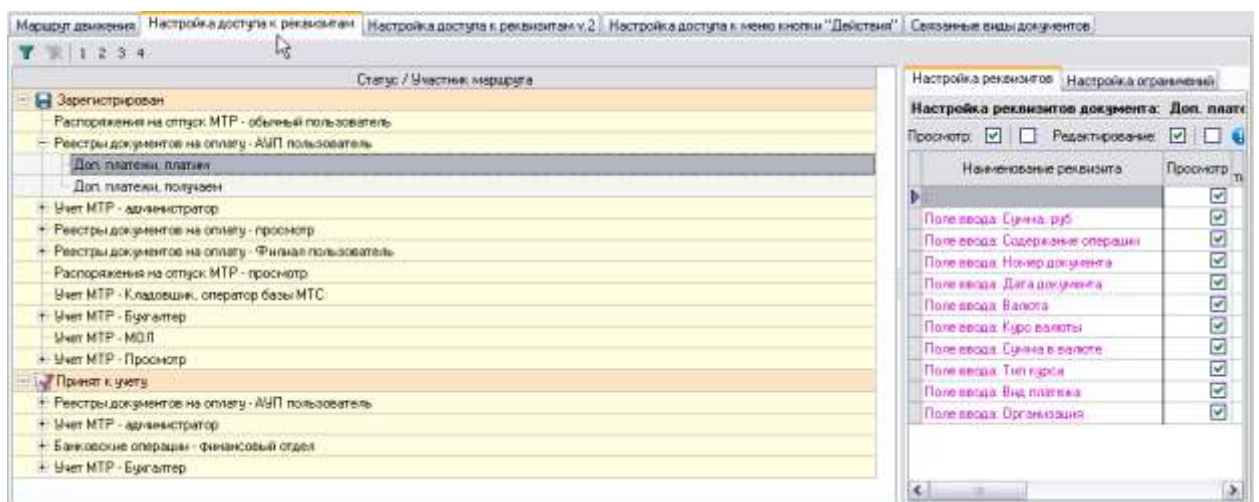 Маршрут движения Настройка доступа к реквизитам Настройка доступа к реквизитам v.2 Настройка доступа к меню кнопки "Действия" Связанные виды документов
1 2 3 4
Статус / Участник маршрута
Зарегистрирован
Распоряжения на отпуск МТР - обычный пользователь
Реестры документов на оплату - АУП пользователь
Доп. платежи, платим
Доп. платежи, получаем
Учет МТР - администратор
Реестры документов на оплату - просмотр
Реестры документов на оплату - Филиал пользователь
Распоряжения на отпуск МТР - просмотр
Учет МТР - Кладовщик, оператор базы МТС
Учет МТР - Бухгалтер
Учет МТР - МОЛ
Учет МТР - Просмотр
Принят к учету
Реестры документов на оплату - АУП пользователь
Учет МТР - администратор
Банковские операции - финансовый отдел
Учет МТР - Бухгалтер
Настройка реквизитов Настройка ограничений
Настройка реквизитов документа: Доп. плате
Просмотр: Редактирование:
Наименование реквизита Просмотр
Поле ввода: Сумма, руб
Поле ввода: Содержание операции
Поле ввода: Номер документа
Поле ввода: Дата документа
Поле ввода: Валюта
Поле ввода: Курс валюты
Поле ввода: Сумма в валюте
Поле ввода: Тип курса
Поле ввода: Вид платежа
Поле ввода: Организация